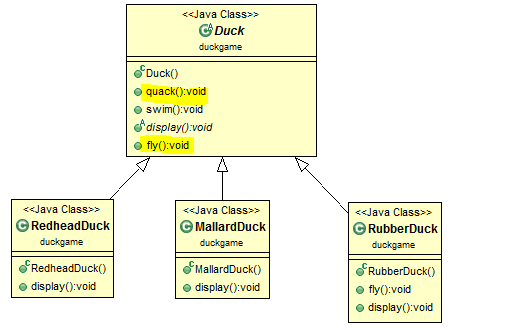 <<Java Class>>
Duck
duckgame
Duck()
quack():void
swim():void
display():void
fly():void
<<Java Class>>
RedheadDuck
duckgame
RedheadDuck()
display():void
<<Java Class>>
MallardDuck
duckgame
MallardDuck()
display():void
<<Java Class>>
RubberDuck
duckgame
RubberDuck()
fly():void
display():void